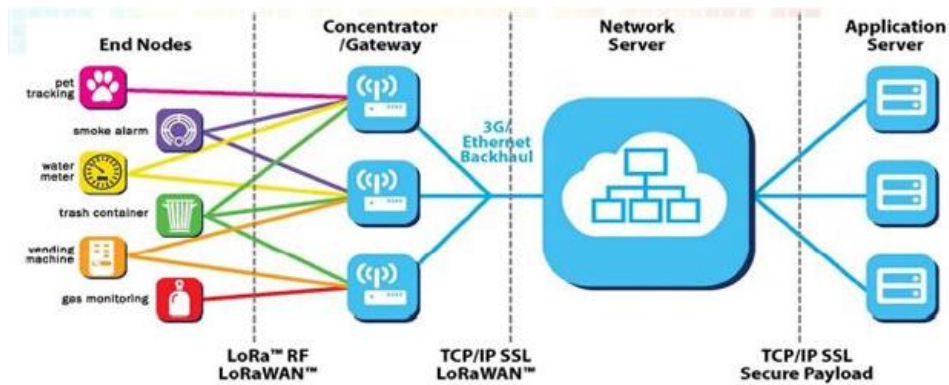 End Nodes
Concentrator
/Gateway
Network
Server
Application
Server
pet
tracking
smoke alarm
water
meter
trash container
vending
machine
gas monitoring
3G/
Ethernet
Backhaul
LoRa™ RF
LoRaWAN™
TCP/IP SSL
LoRaWAN™
TCP/IP SSL
Secure Payload